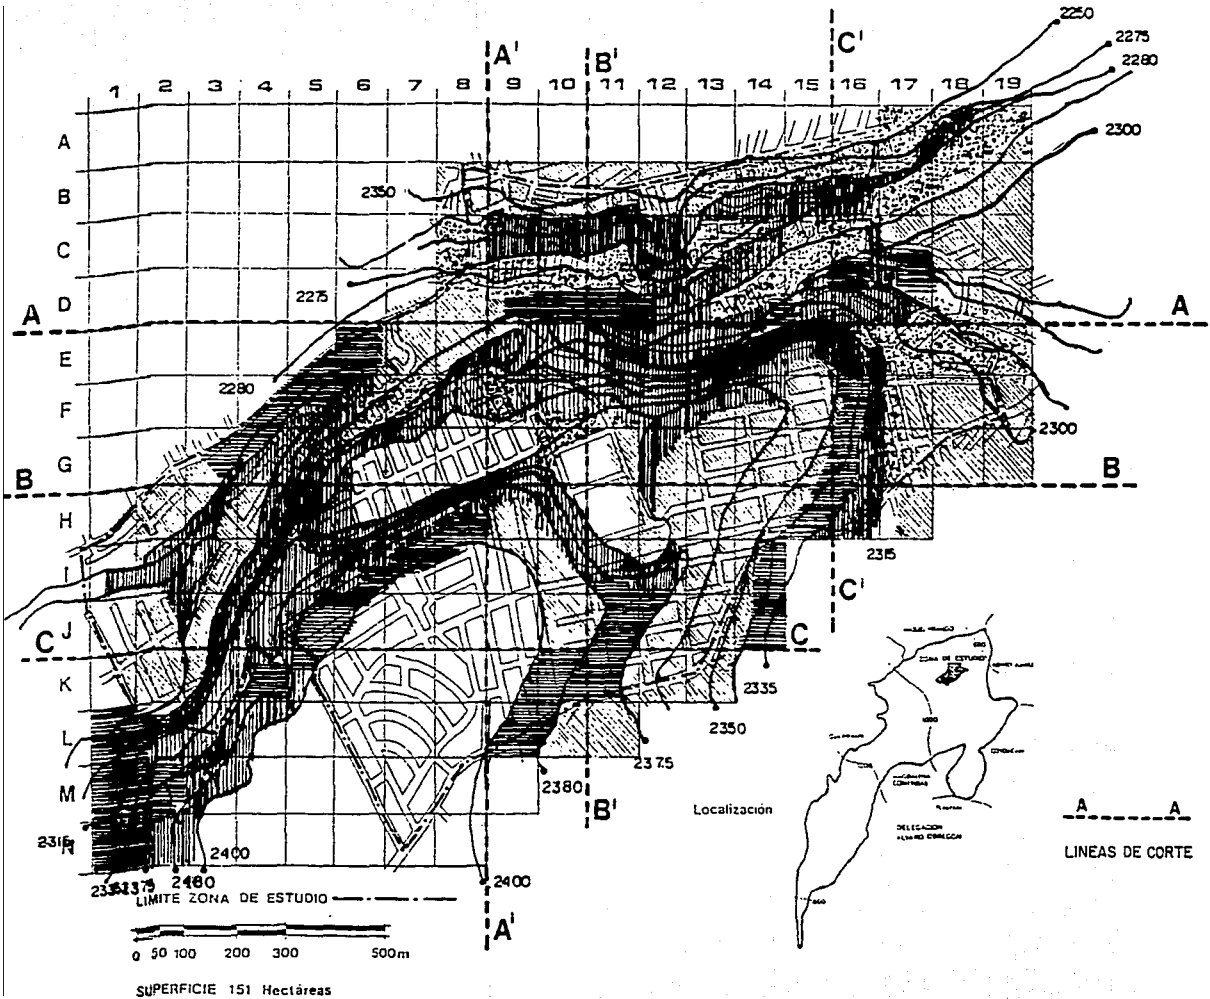 2250
2275
2280
C'
A'
B'
1 2 3 4 5 6 7 8 9 10 11 12 13 14 15 16 17 18 19
2300
A
B
2350
C
2275
D
A
A
E
2280
F
2300
G
B
B
H
2315
I
C'
J
C
C
K
2335
ZONA DE ESTUDIO
2350
L
2375
2380
M
B'
Localización
A A
DELEGACION
ALVARO OBREGON
2315
N
2400
LINEAS DE CORTE
2375
2480
2400
LIMITE ZONA DE ESTUDIO
A'
0 50 100 200 300 500m
SUPERFICIE 151 Hectáreas